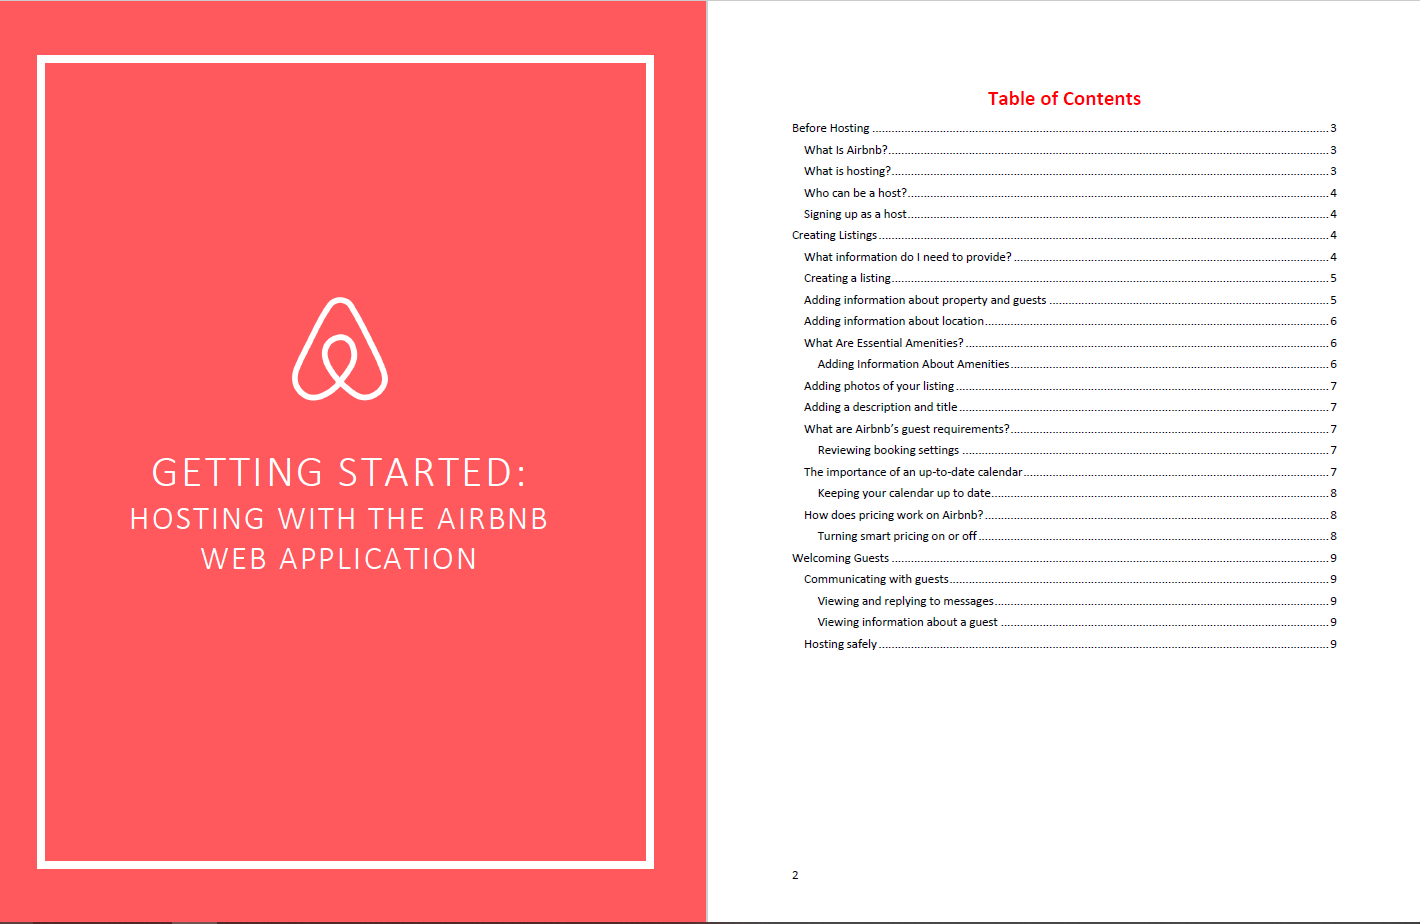 GETTING STARTED:
HOSTING WITH THE AIRBNB
WEB APPLICATION
Table of Contents
Before Hosting 3
What Is Airbnb? 3
What is hosting? 3
Who can be a host? 4
Signing up as a host 4
Creating Listings 4
What information do I need to provide? 4
Creating a listing 5
Adding information about property and guests 5
Adding information about location 6
What Are Essential Amenities? 6
Adding Information About Amenities 6
Adding photos of your listing 7
Adding a description and title 7
What are Airbnb’s guest requirements? 7
Reviewing booking settings 7
The importance of an up-to-date calendar 7
Keeping your calendar up to date 8
How does pricing work on Airbnb? 8
Turning smart pricing on or off 8
Welcoming Guests 9
Communicating with guests 9
Viewing and replying to messages 9
Viewing information about a guest 9
Hosting safely 9
2